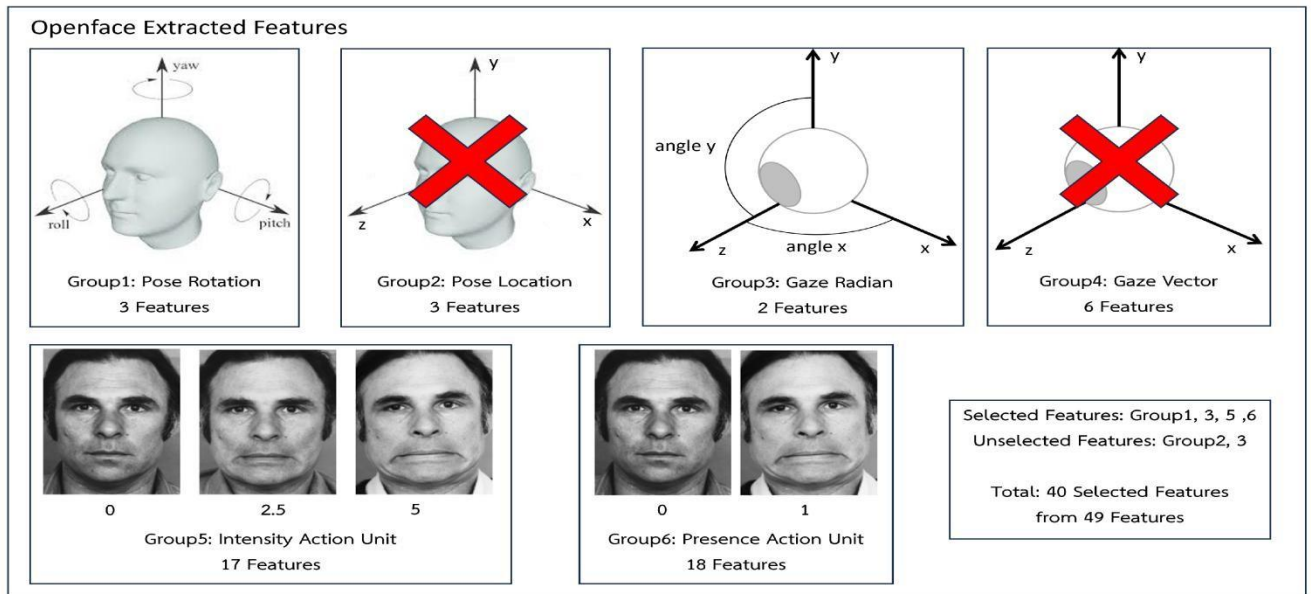 Openface Extracted Features
yaw
roll
pitch
Group1: Pose Rotation
3 Features
y
z
x
Group2: Pose Location
3 Features
y
angle y
angle x
z
x
Group3: Gaze Radian
2 Features
y
z
x
Group4: Gaze Vector
6 Features
0
2.5
5
Group5: Intensity Action Unit
17 Features
0
1
Group6: Presence Action Unit
18 Features
Selected Features: Group1, 3, 5 ,6
Unselected Features: Group2, 3
Total: 40 Selected Features
from 49 Features